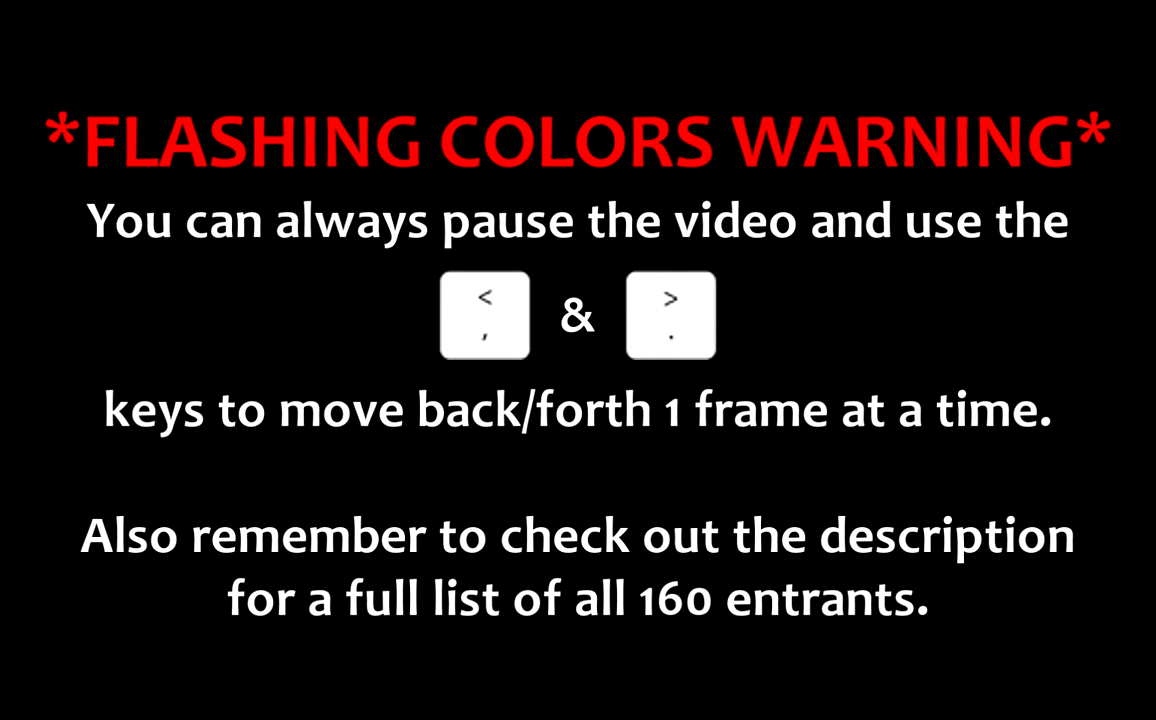 *FLASHING COLORS WARNING*
You can always pause the video and use the
< , & > .
keys to move back/forth 1 frame at a time.
Also remember to check out the description
for a full list of all 160 entrants.